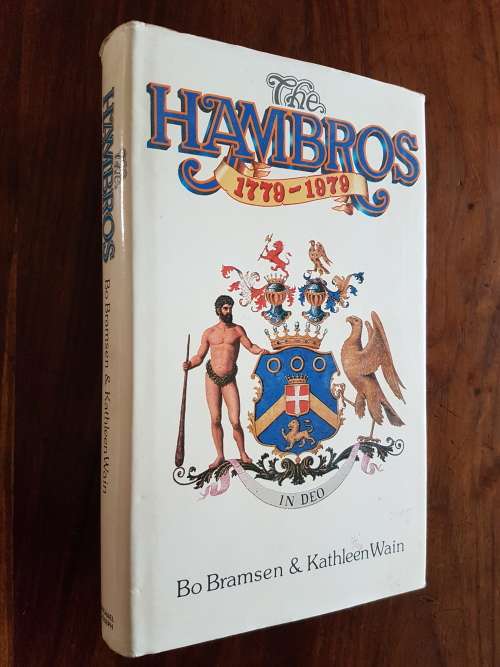 The
HAMBROS
1779-1979
IN DEO
Bo Bramsen & Kathleen Wain
The
HAMBROS
Bo Bramsen & Kathleen Wain